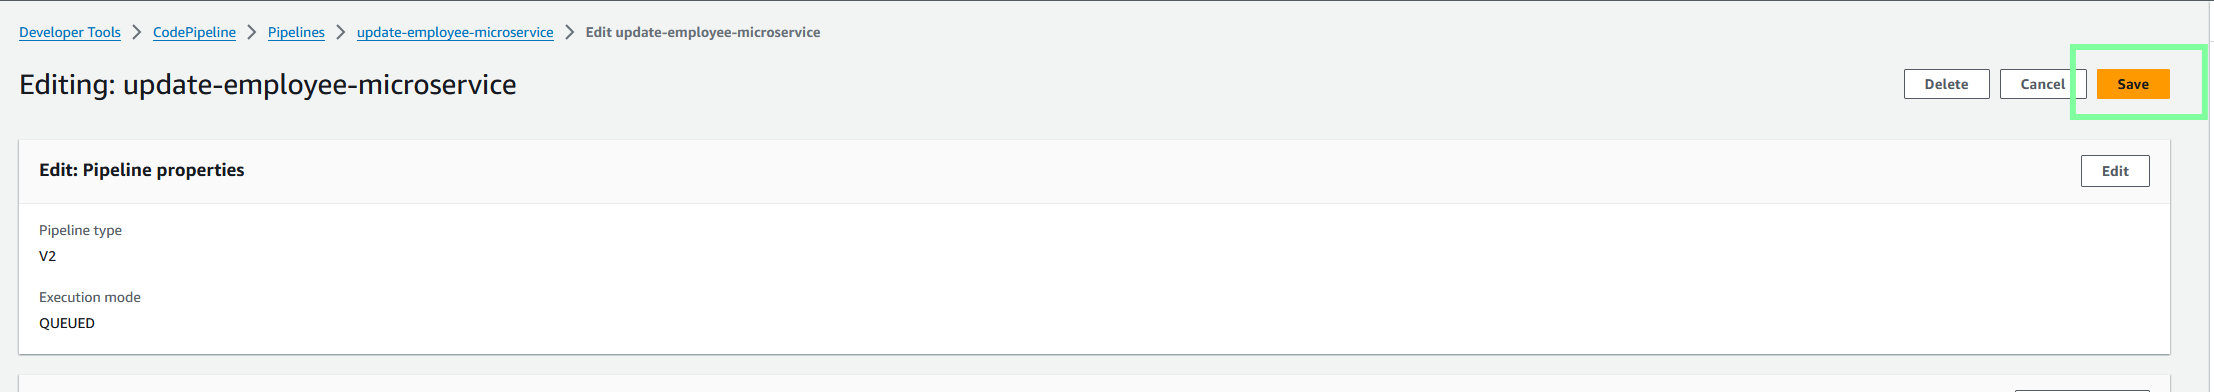 Developer Tools > CodePipeline > Pipelines > update-employee-microservice > Edit update-employee-microservice
Editing: update-employee-microservice
Delete Cancel Save
Edit: Pipeline properties
Edit
Pipeline type
V2
Execution mode
QUEUED